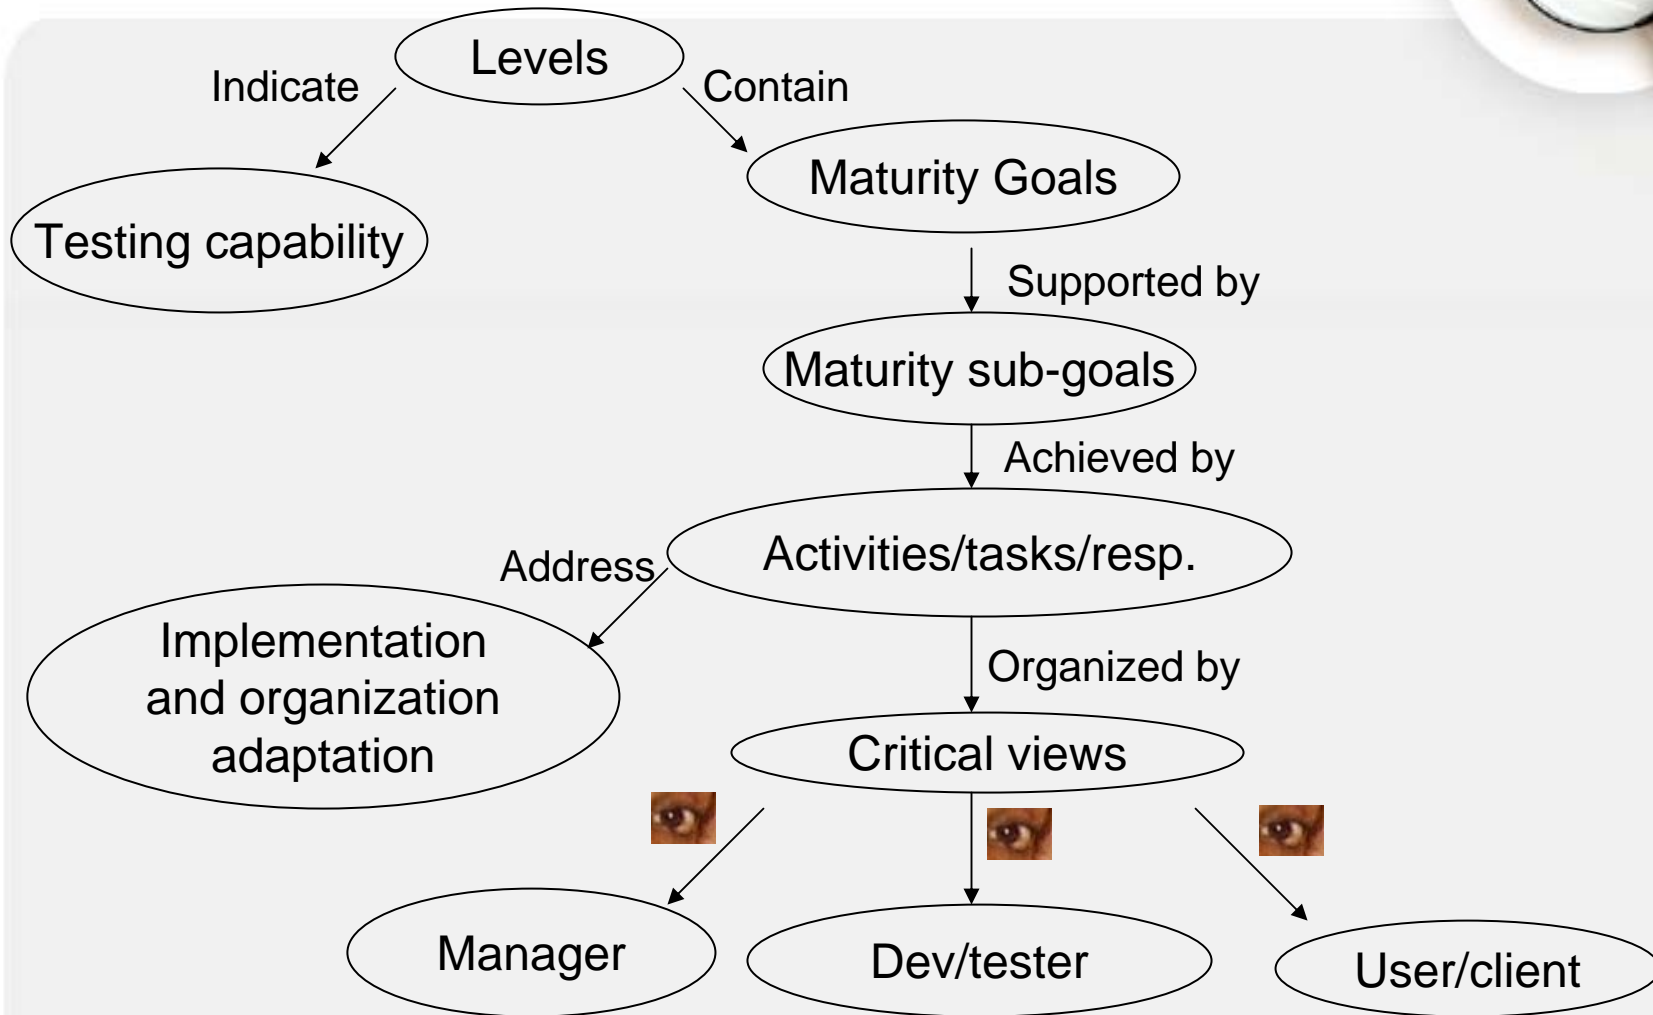 Levels
Indicate
Contain
Maturity Goals
Testing capability
Supported by
Maturity sub-goals
Achieved by
Activities/tasks/resp.
Address
Implementation
and organization
adaptation
Organized by
Critical views
Manager
Dev/tester
User/client